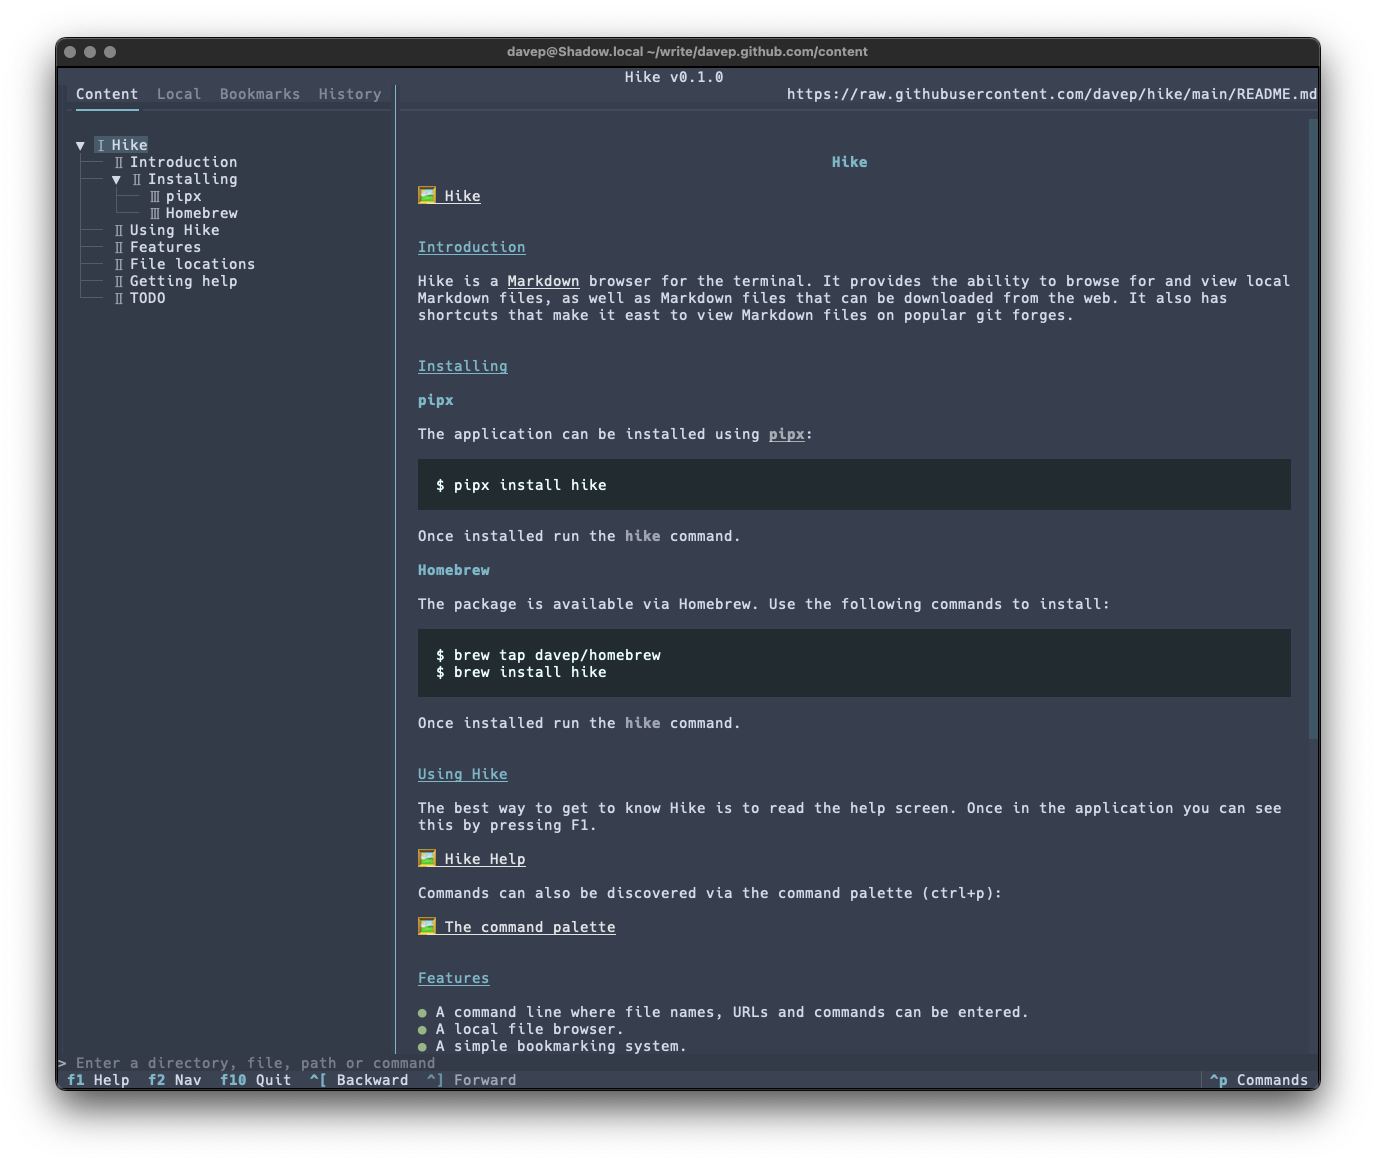 davep@Shadow.local ~/write/davep.github.com/content
Hike v0.1.0
Content Local Bookmarks History
https://raw.githubusercontent.com/davep/hike/main/README.md
▼ Ⅰ Hike
Ⅱ Introduction
▼ Ⅱ Installing
Ⅲ pipx
Ⅲ Homebrew
Ⅱ Using Hike
Ⅱ Features
Ⅱ File locations
Ⅱ Getting help
Ⅱ TODO
Hike
🖼 Hike
Introduction
Hike is a Markdown browser for the terminal. It provides the ability to browse for and view local
Markdown files, as well as Markdown files that can be downloaded from the web. It also has
shortcuts that make it east to view Markdown files on popular git forges.
Installing
pipx
The application can be installed using pipx:
$ pipx install hike
Once installed run the hike command.
Homebrew
The package is available via Homebrew. Use the following commands to install:
$ brew tap davep/homebrew
$ brew install hike
Once installed run the hike command.
Using Hike
The best way to get to know Hike is to read the help screen. Once in the application you can see
this by pressing F1.
🖼 Hike Help
Commands can also be discovered via the command palette (ctrl+p):
🖼 The command palette
Features
● A command line where file names, URLs and commands can be entered.
● A local file browser.
● A simple bookmarking system.
> Enter a directory, file, path or command
f1 Help f2 Nav f10 Quit ^[ Backward ^] Forward ^p Commands